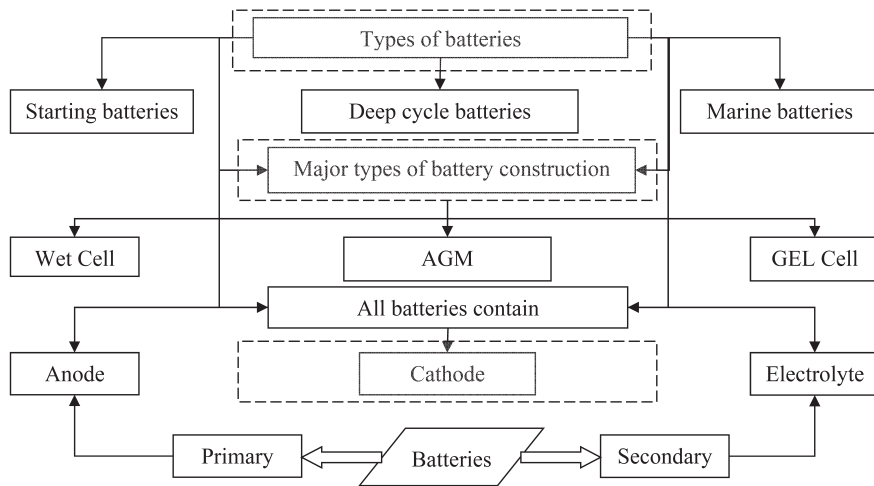 Types of batteries
Starting batteries
Deep cycle batteries
Marine batteries
Major types of battery construction
Wet Cell
AGM
GEL Cell
All batteries contain
Anode
Cathode
Electrolyte
Primary
Batteries
Secondary